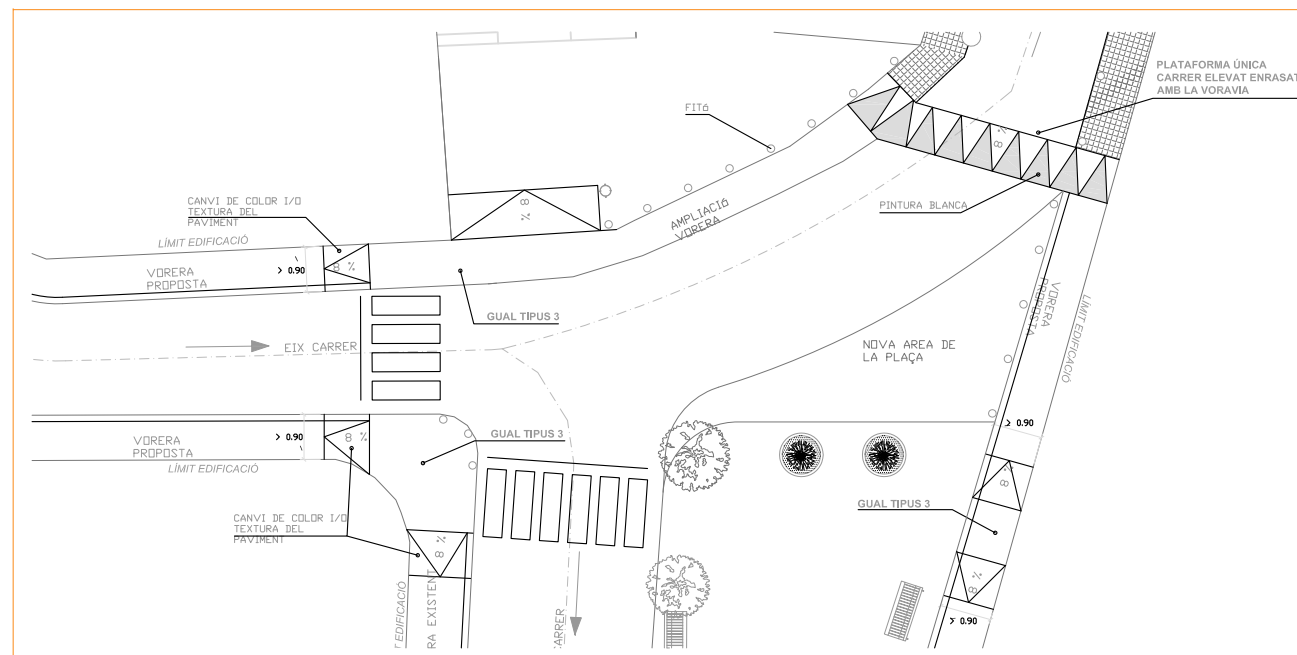 PLATAFORMA ÚNICA
CARRER ELEVAT ENRASAT
AMB LA VORAVIA
FITó
8 %
PINTURA BLANCA
CANVI DE COLOR I/O
TEXTURA DEL
PAVIMENT
8 %
AMPLIACIó
VORERA
LÍMIT EDIFICACIÓ
VORERA
PROPOSTA
> 0.90
8 %
GUAL TIPUS 3
EIX CARRER
VORERA
PROPOSTA
LÍMIT EDIFICACIÓ
NOVA AREA DE
LA PLAÇA
VORERA
PROPOSTA
> 0.90
8 %
LÍMIT EDIFICACIÓ
GUAL TIPUS 3
≥ 0.90
8 %
GUAL TIPUS 3
CANVI DE COLOR I/O
TEXTURA DEL
PAVIMENT
8 %
8 %
EDIFICACIÓ
RA EXISTENT
CARRER
0.90